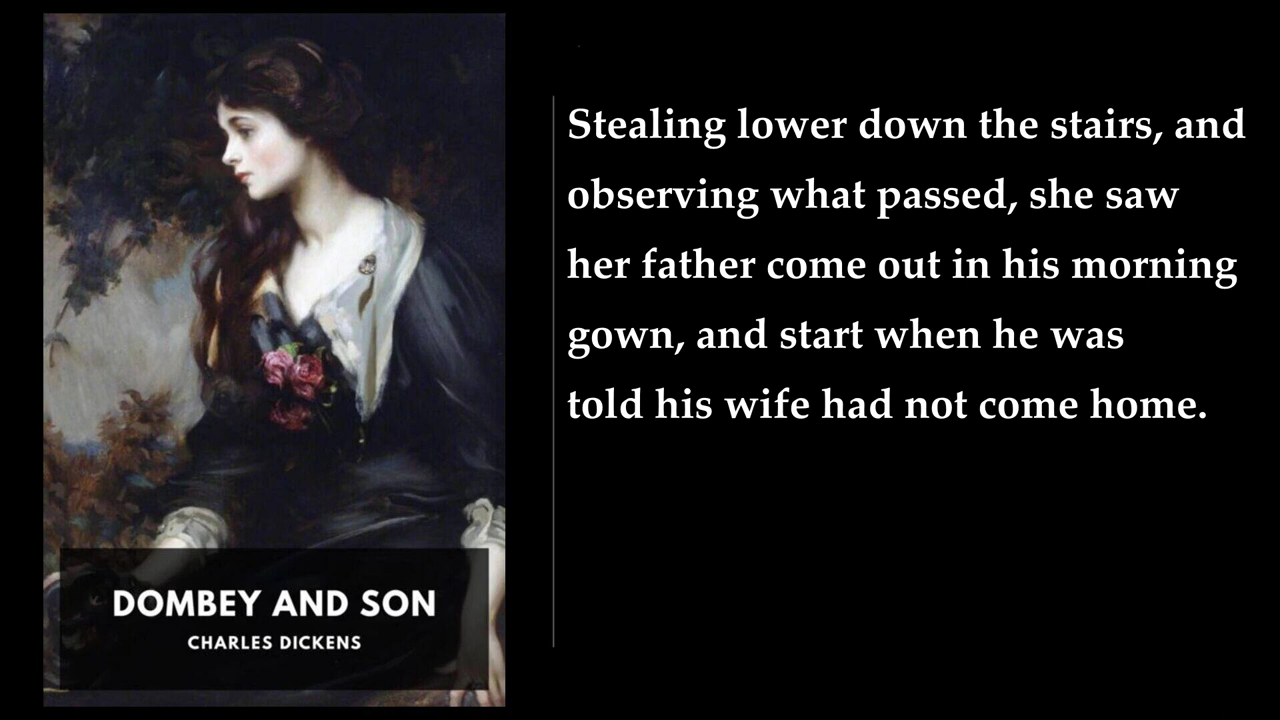 Stealing lower down the stairs, and
observing what passed, she saw
her father come out in his morning
gown, and start when he was
told his wife had not come home.
DOMBEY AND SON
CHARLES DICKENS